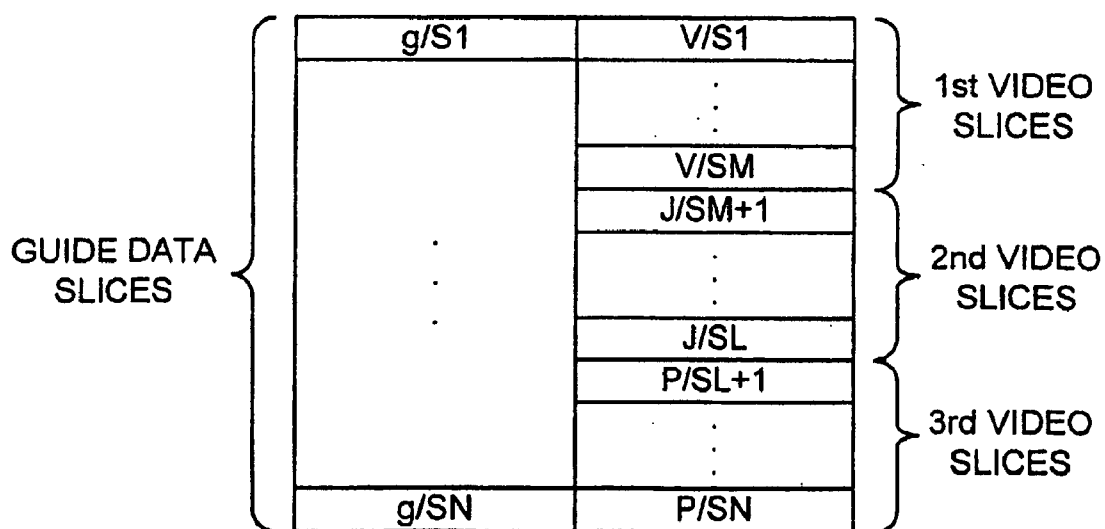 g/S1 V/S1
1st VIDEO
SLICES
V/SM
J/SM+1
GUIDE DATA
SLICES
2nd VIDEO
SLICES
J/SL
P/SL+1
3rd VIDEO
SLICES
g/SN P/SN